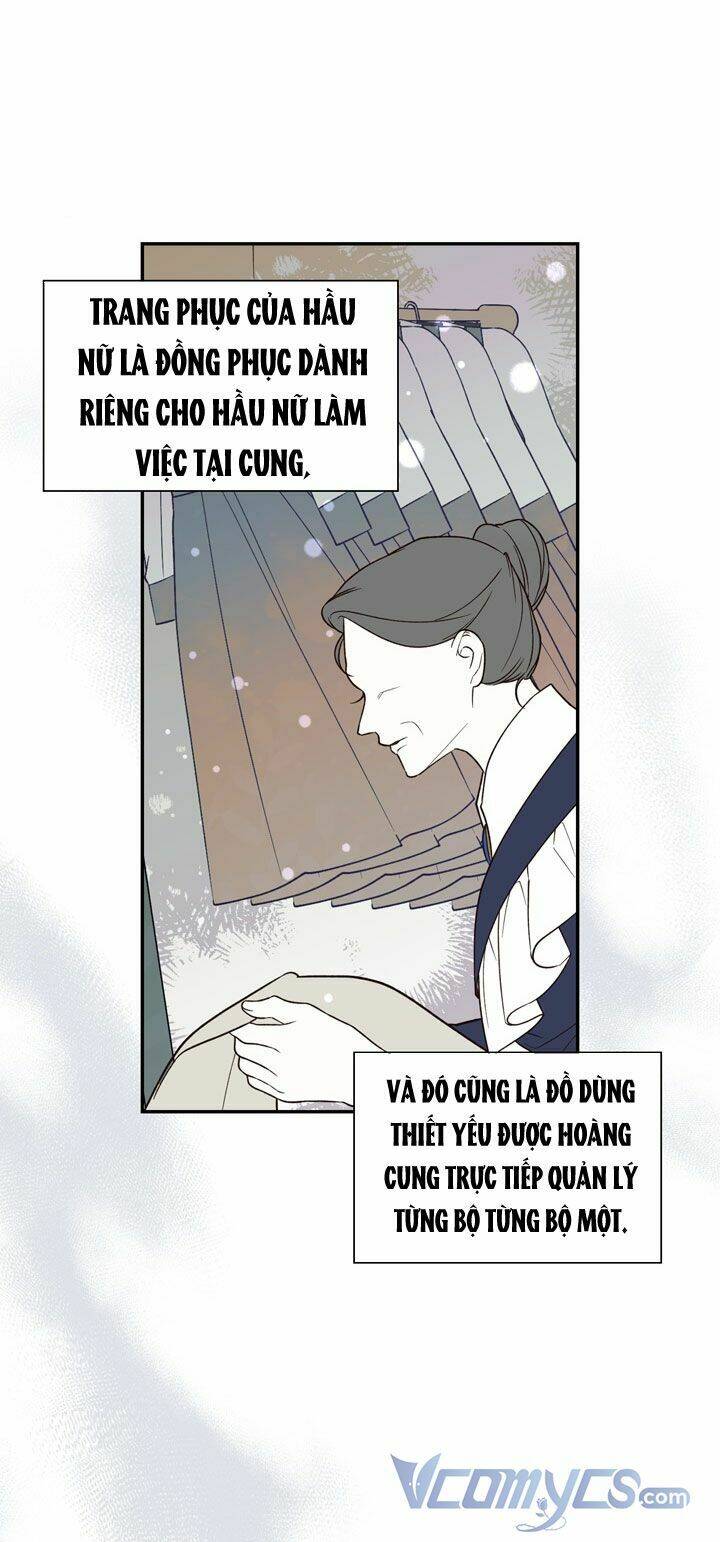 TRANG PHỤC CỦA HẦU
NỮ LÀ ĐỒNG PHỤC DÀNH
RIÊNG CHO HẦU NỮ LÀM
VIỆC TẠI CUNG,
VÀ ĐÓ CŨNG LÀ ĐỒ DÙNG
THIẾT YẾU ĐƯỢC HOÀNG
CUNG TRỰC TIẾP QUẢN LÝ
TỪNG BỘ TỪNG BỘ MỘT.
VCOMYCS.com